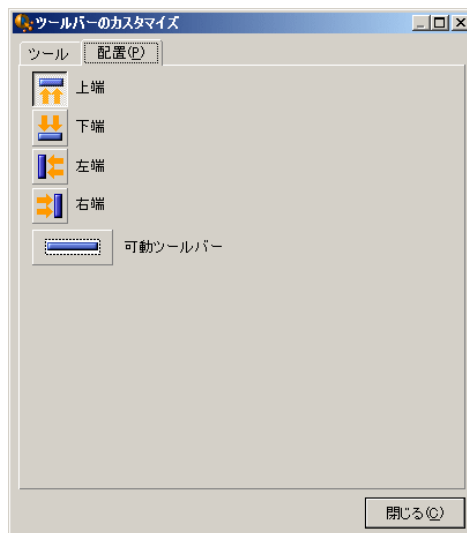 ツールバーのカスタマイズ
ツール 配置(P)
上端
下端
左端
右端
可動ツールバー
閉じる(C)